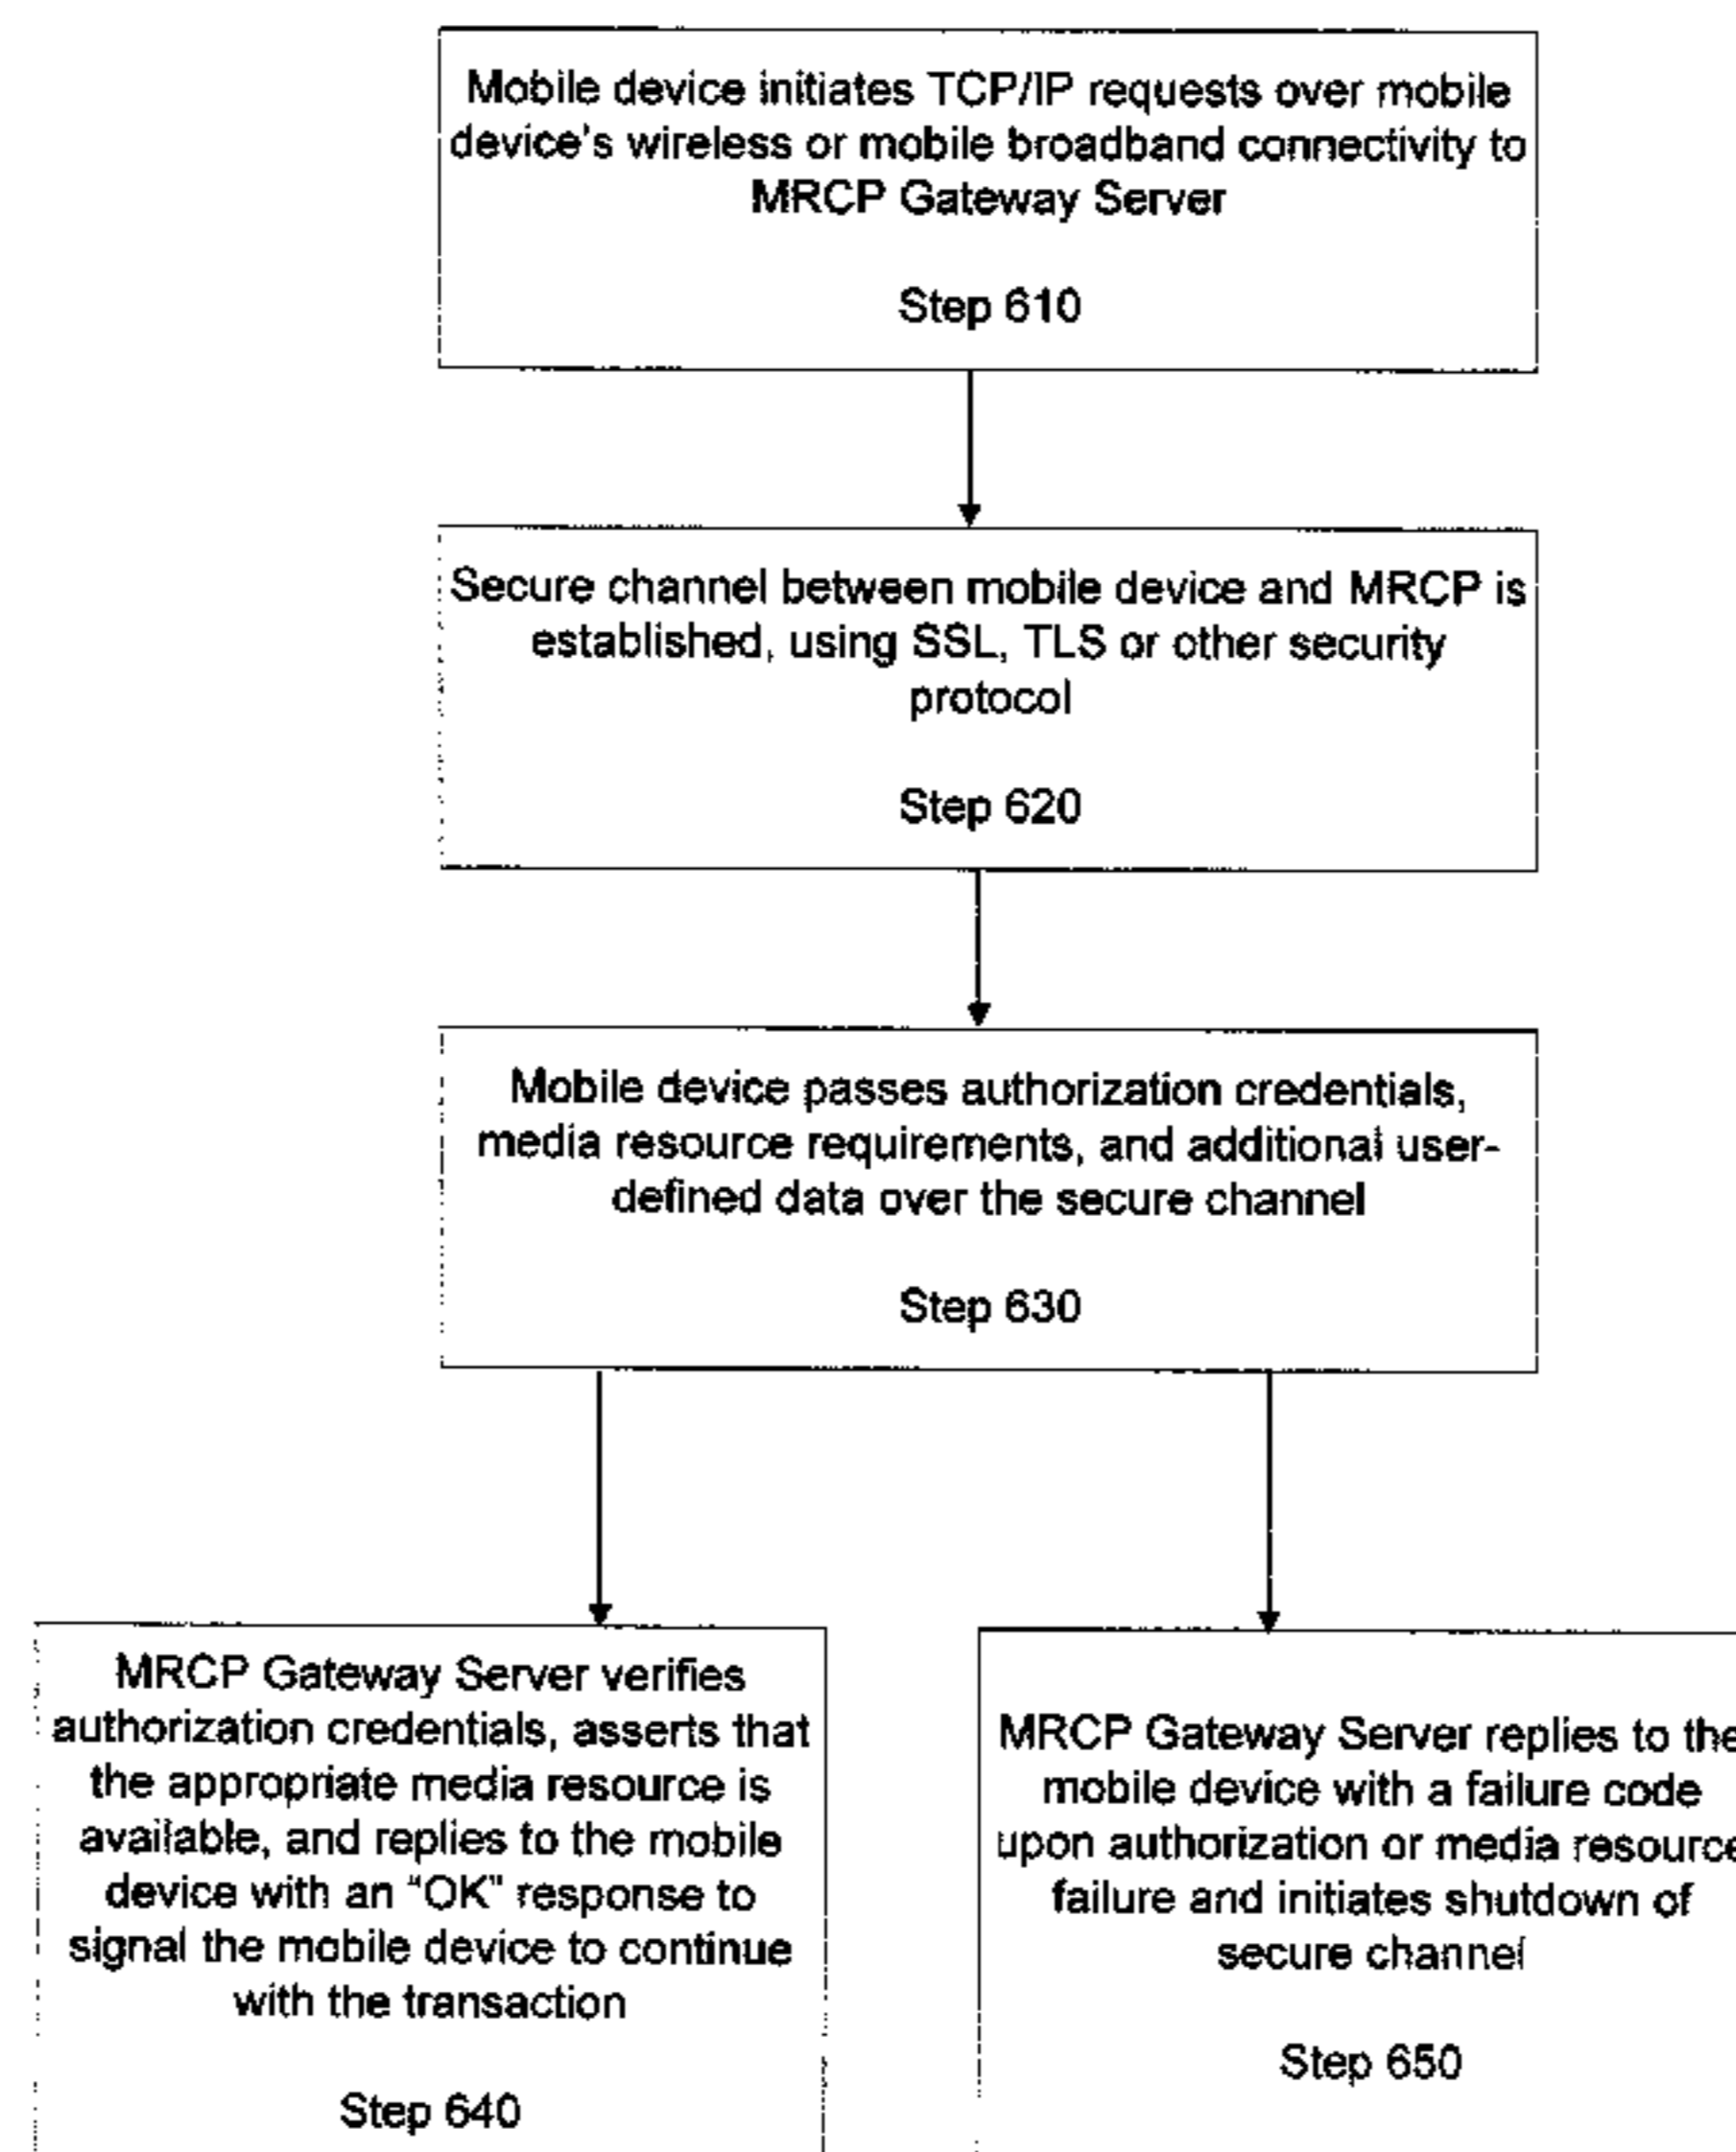 Mobile device initiates TCP/IP requests over mobile
device's wireless or mobile broadband connectivity to
MRCP Gateway Server
Step 610
Secure channel between mobile device and MRCP is
established, using SSL, TLS or other security
protocol
Step 620
Mobile device passes authorization credentials,
media resource requirements, and additional user-
defined data over the secure channel
Step 630
MRCP Gateway Server verifies
authorization credentials, asserts that
the appropriate media resource is
available, and replies to the mobile
device with an “OK” response to
signal the mobile device to continue
with the transaction
Step 640
MRCP Gateway Server replies to the
mobile device with a failure code
upon authorization or media resource
failure and initiates shutdown of
secure channel
Step 650